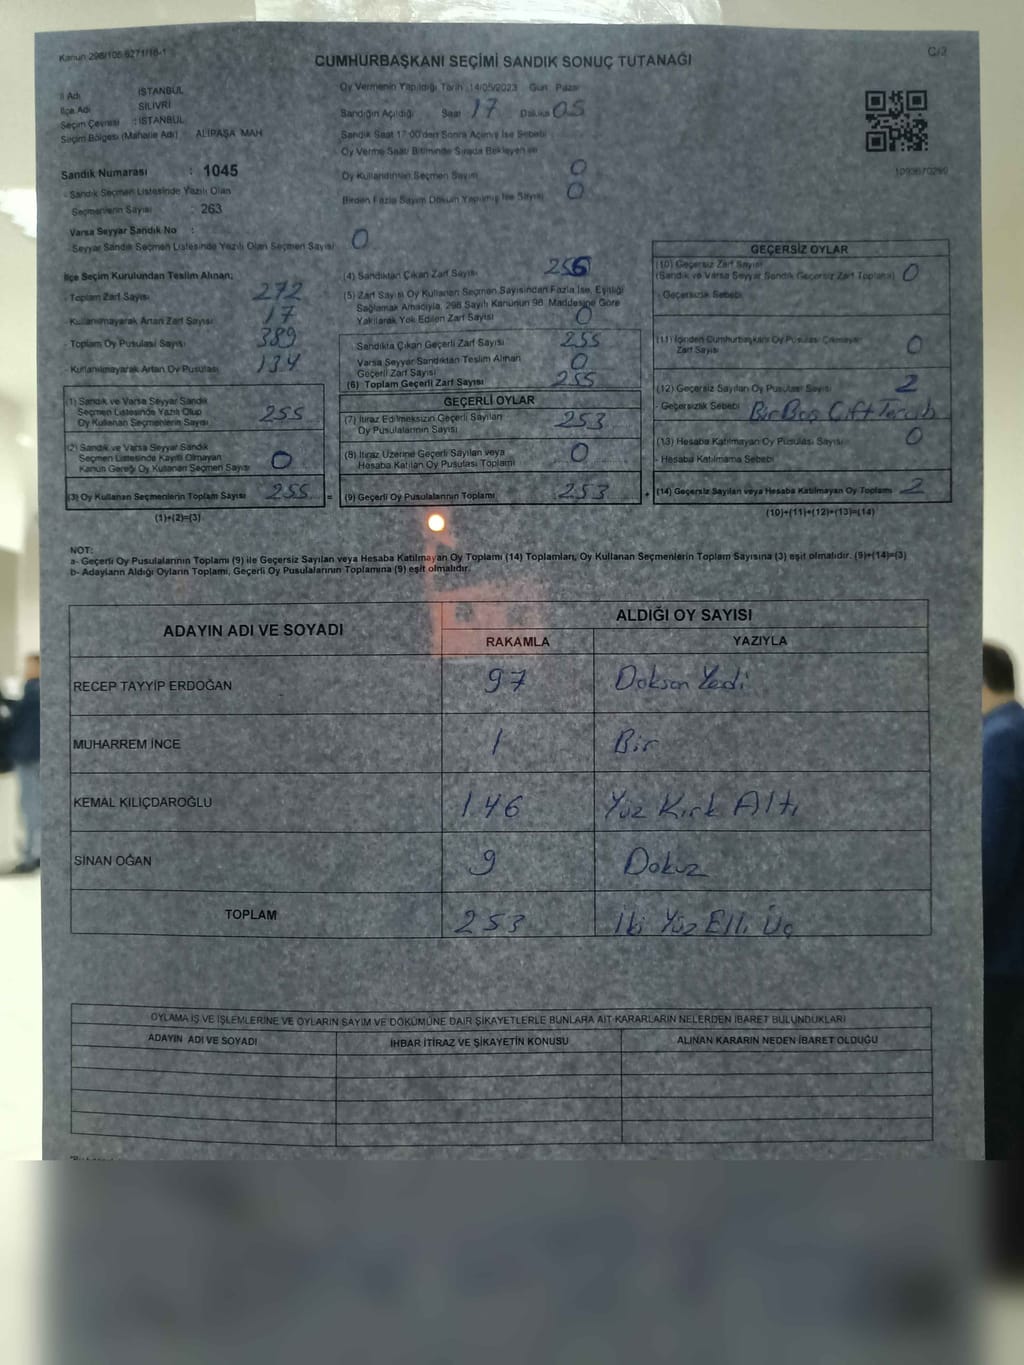 Kanun 298/105 6271/16-1
C/2
CUMHURBAŞKANI SEÇİMİ SANDIK SONUÇ TUTANAĞI
İl Adı : İSTANBUL
İlçe Adı : SİLİVRİ
Seçim Çevresi : İSTANBUL
Seçim Bölgesi (Mahalle Adı) ALİPAŞA MAH
Sandık Numarası : 1045
- Sandık Seçmen Listesinde Yazılı Olan
Seçmenlerin Sayısı : 263
Varsa Seyyar Sandık No :
- Seyyar Sandık Seçmen Listesinde Yazılı Olan Seçmen Sayısı 0
Oy Vermenin Yapıldığı Tarih : 14/05/2023 Gün : Pazar
Sandığın Açıldığı Saat 17 Dakika 05
Sandık Saat 17:00'den Sonra Açılmış İse Sebebi
Oy Verme Saati Bitiminde Sırada Bekleyen ve
Oy Kullandırılan Seçmen Sayısı 0
Birden Fazla Sayım Döküm Yapılmış İse Sayısı 0
İlçe Seçim Kurulundan Teslim Alınan;
- Toplam Zarf Sayısı 272
- Kullanılmayarak Artan Zarf Sayısı 17
- Toplam Oy Pusulası Sayısı 389
- Kullanılmayarak Artan Oy Pusulası 134
(1) Sandık ve Varsa Seyyar Sandık
Seçmen Listesinde Yazılı Olup
Oy Kullanan Seçmenlerin Sayısı 255
(2) Sandık ve Varsa Seyyar Sandık
Seçmen Listesinde Kayıtlı Olmayan
Kanun Gereği Oy Kullanan Seçmen Sayısı 0
(3) Oy Kullanan Seçmenlerin Toplam Sayısı 255 =
(1)+(2)=(3)
(4) Sandıktan Çıkan Zarf Sayısı 256
(5) Zarf Sayısı Oy Kullanan Seçmen Sayısından Fazla İse, Eşitliği
Sağlamak Amacıyla, 298 Sayılı Kanunun 98. Maddesine Göre
Yakılarak Yok Edilen Zarf Sayısı 0
Sandıkta Çıkan Geçerli Zarf Sayısı 255
Varsa Seyyar Sandıktan Teslim Alınan
Geçerli Zarf Sayısı 0
(6) Toplam Geçerli Zarf Sayısı 255
GEÇERLİ OYLAR
(7) İtiraz Edilmeksizin Geçerli Sayılan
Oy Pusulalarının Sayısı 253
(8) İtiraz Üzerine Geçerli Sayılan veya
Hesaba Katılan Oy Pusulası Toplamı 0
(9) Geçerli Oy Pusulalarının Toplamı 253 +
GEÇERSİZ OYLAR
(10) Geçersiz Zarf Sayısı
(Sandık ve Varsa Seyyar Sandık Geçersiz Zarf Toplamı) 0
- Geçersizlik Sebebi
(11) İçinden Cumhurbaşkanı Oy Pusulası Çıkmayan
Zarf Sayısı 0
(12) Geçersiz Sayılan Oy Pusulası Sayısı 2
- Geçersizlik Sebebi Bir Boş Çift Tercih
(13) Hesaba Katılmayan Oy Pusulası Sayısı 0
- Hesaba Katılmama Sebebi
(14) Geçersiz Sayılan veya Hesaba Katılmayan Oy Toplamı 2
(10)+(11)+(12)+(13)=(14)
NOT:
a- Geçerli Oy Pusulalarının Toplamı (9) ile Geçersiz Sayılan veya Hesaba Katılmayan Oy Toplamı (14) Toplamları, Oy Kullanan Seçmenlerin Toplam Sayısına (3) eşit olmalıdır. (9)+(14)=(3)
b- Adayların Aldığı Oyların Toplamı, Geçerli Oy Pusulalarının Toplamına (9) eşit olmalıdır.
ADAYIN ADI VE SOYADI
ALDIĞI OY SAYISI
RAKAMLA YAZIYLA
RECEP TAYYİP ERDOĞAN 97 Doksan Yedi
MUHARREM İNCE 1 Bir
KEMAL KILIÇDAROĞLU 146 Yüz Kırk Altı
SİNAN OĞAN 9 Dokuz
TOPLAM 253 İki Yüz Elli Üç
OYLAMA İŞ VE İŞLEMLERİNE VE OYLARIN SAYIM VE DÖKÜMÜNE DAİR ŞİKAYETLERLE BUNLARA AİT KARARLARIN NELERDEN İBARET BULUNDUKLARI
ADAYIN ADI VE SOYADI İHBAR İTİRAZ VE ŞİKAYETİN KONUSU ALINAN KARARIN NEDEN İBARET OLDUĞU